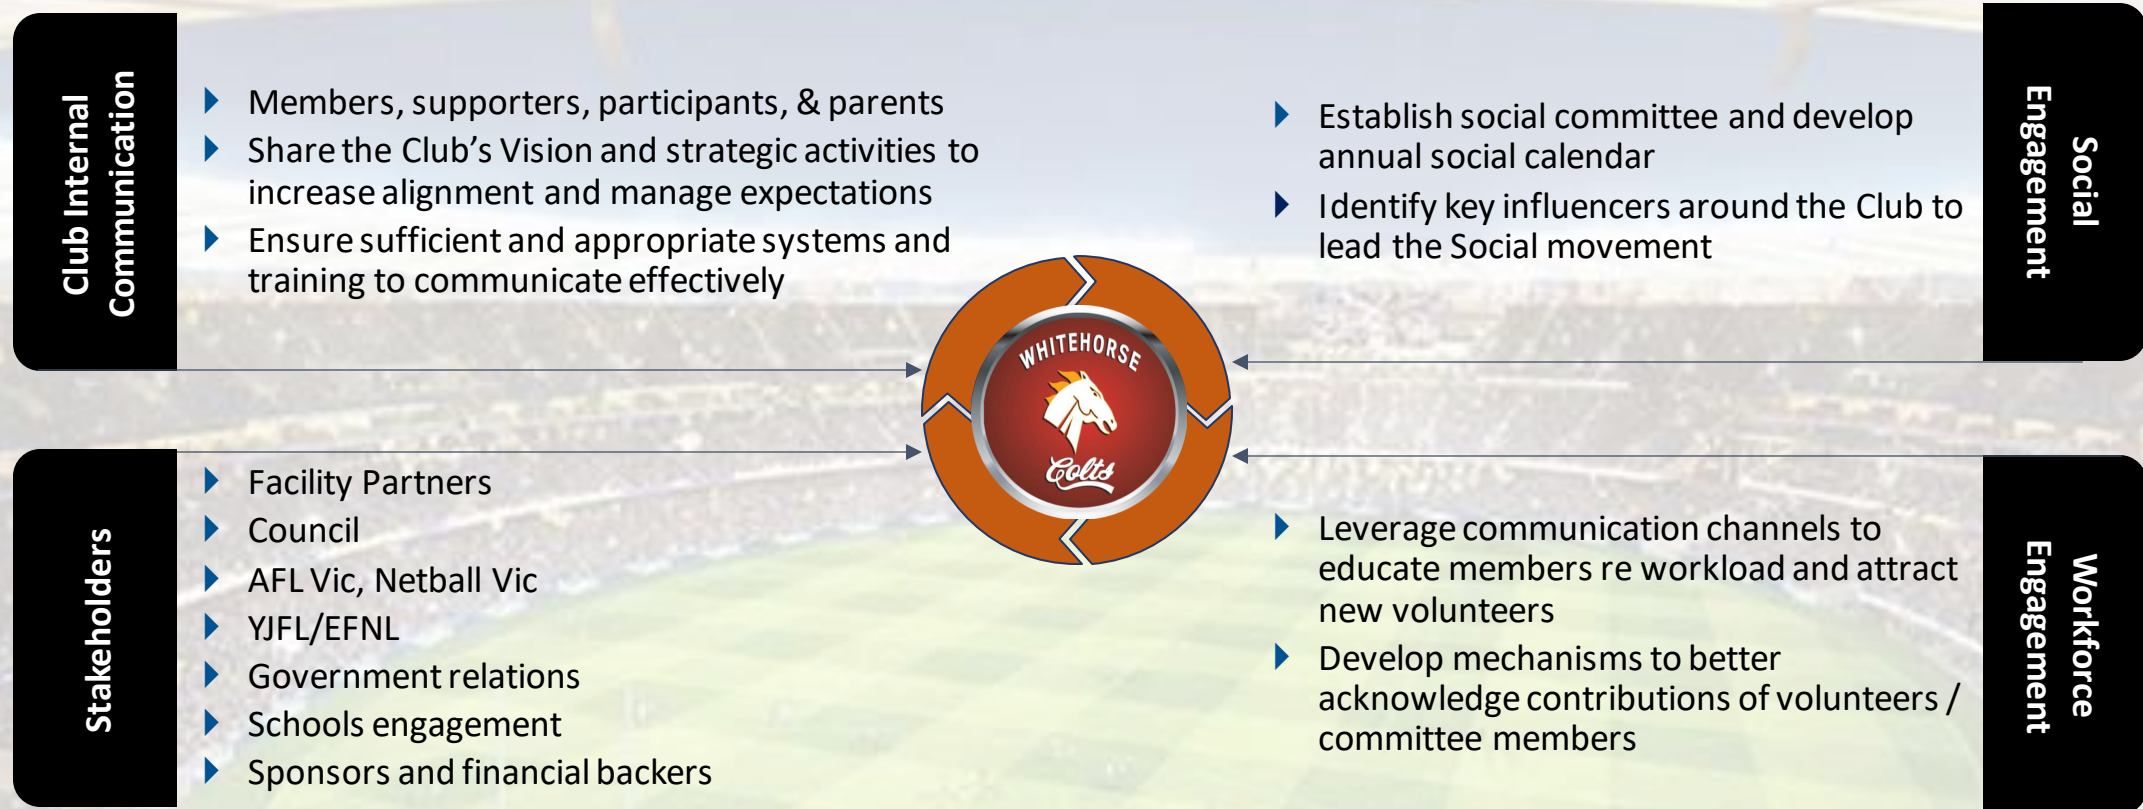 Club Internal
Communication
Members, supporters, participants, & parents
Share the Club's Vision and strategic activities to
increase alignment and manage expectations
Ensure sufficient and appropriate systems and
training to communicate effectively
Social
Engagement
Establish social committee and develop
annual social calendar
Identify key influencers around the Club to
lead the Social movement
WHITEHORSE
Colts
Stakeholders
Facility Partners
Council
AFL Vic, Netball Vic
YJFL/EFNL
Government relations
Schools engagement
Sponsors and financial backers
Workforce
Engagement
Leverage communication channels to
educate members re workload and attract
new volunteers
Develop mechanisms to better
acknowledge contributions of volunteers /
committee members